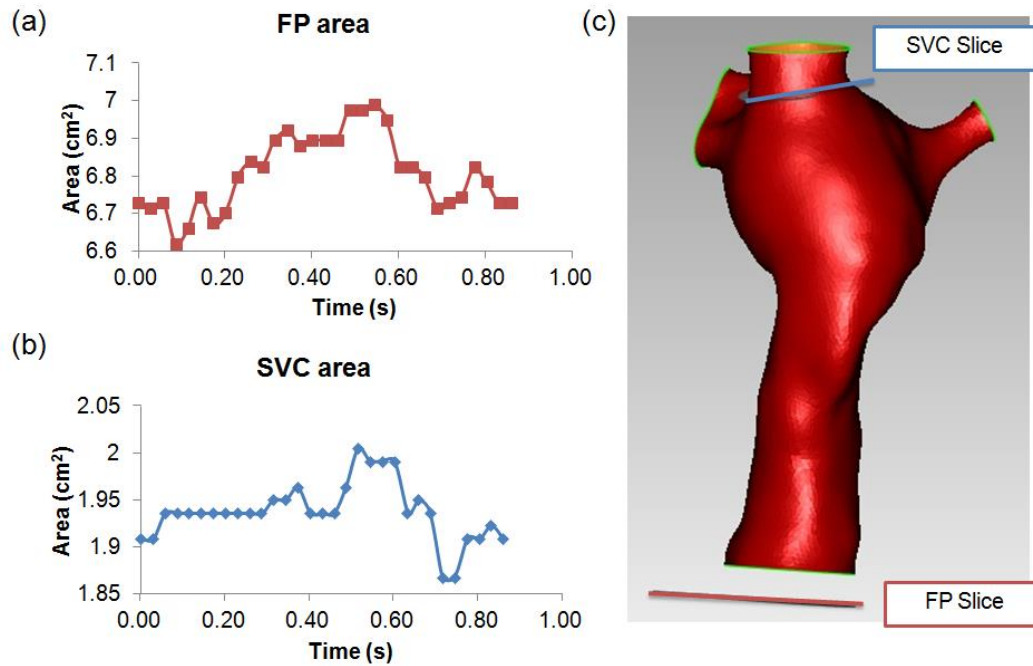 (a)
FP area
Area (cm²)
7.1
7
6.9
6.8
6.7
6.6
0.00 0.20 0.40 0.60 0.80 1.00
Time (s)
(b)
SVC area
Area (cm²)
2.05
2
1.95
1.9
1.85
0.00 0.20 0.40 0.60 0.80 1.00
Time (s)
(c)
SVC Slice
FP Slice